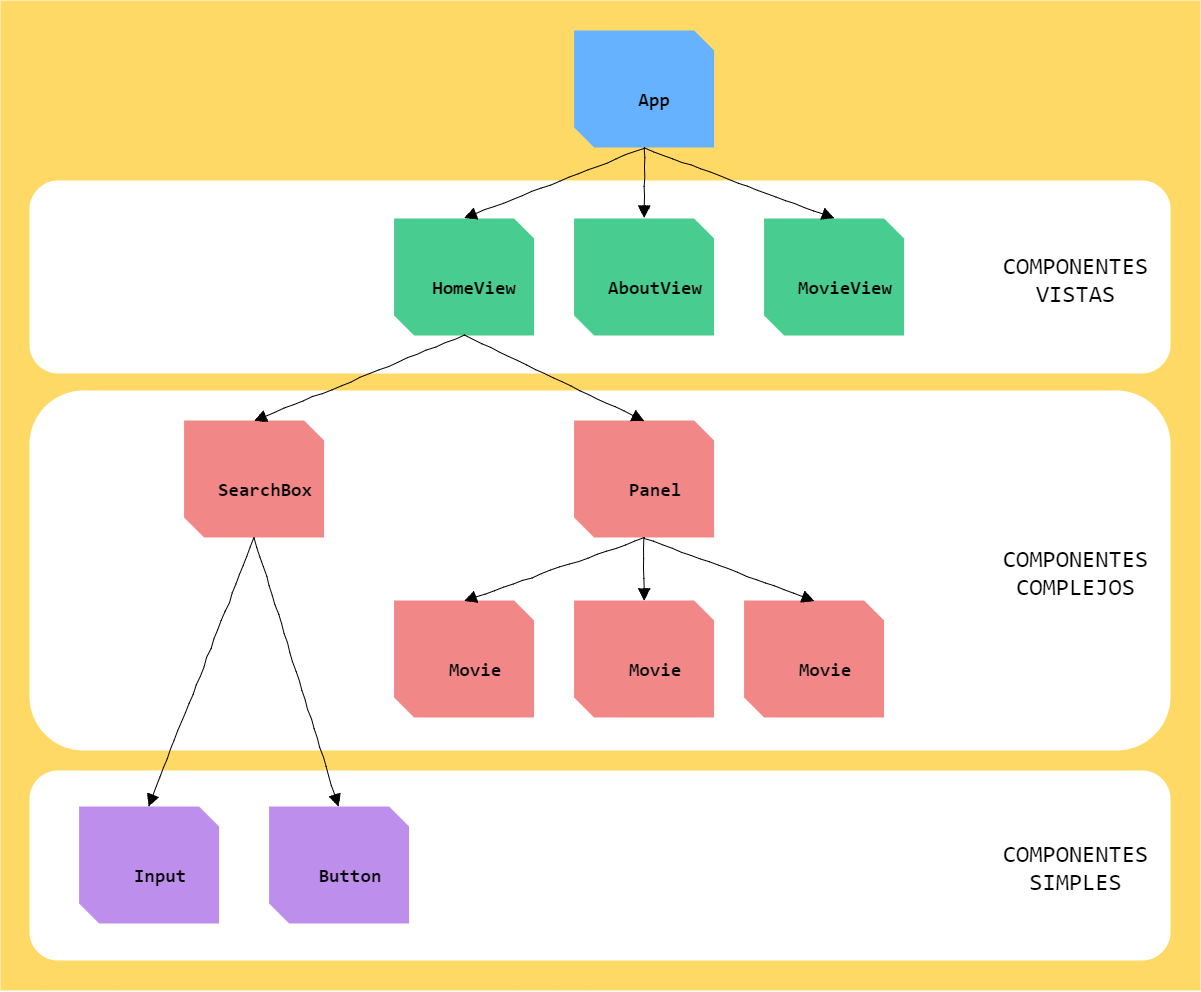 App
HomeView
AboutView
MovieView
COMPONENTES
VISTAS
SearchBox
Panel
Movie
Movie
Movie
COMPONENTES
COMPLEJOS
Input
Button
COMPONENTES
SIMPLES